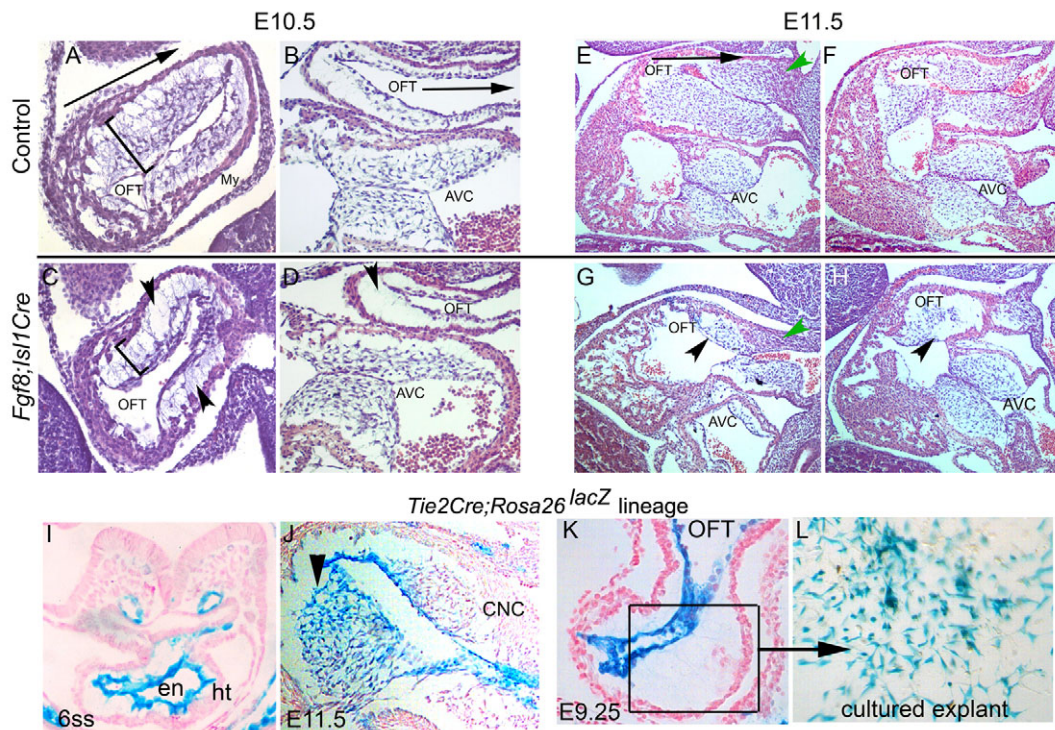 E10.5 E11.5
Control
A
OFT
My
B
OFT
AVC
E
OFT
AVC
F
OFT
AVC
Fgf8;Isl1Cre
C
OFT
D
OFT
AVC
G
OFT
AVC
H
OFT
AVC
Tie2Cre;Rosa26 lacZ lineage
I
en
ht
6ss
J
CNC
E11.5
K
OFT
E9.25
L
cultured explant